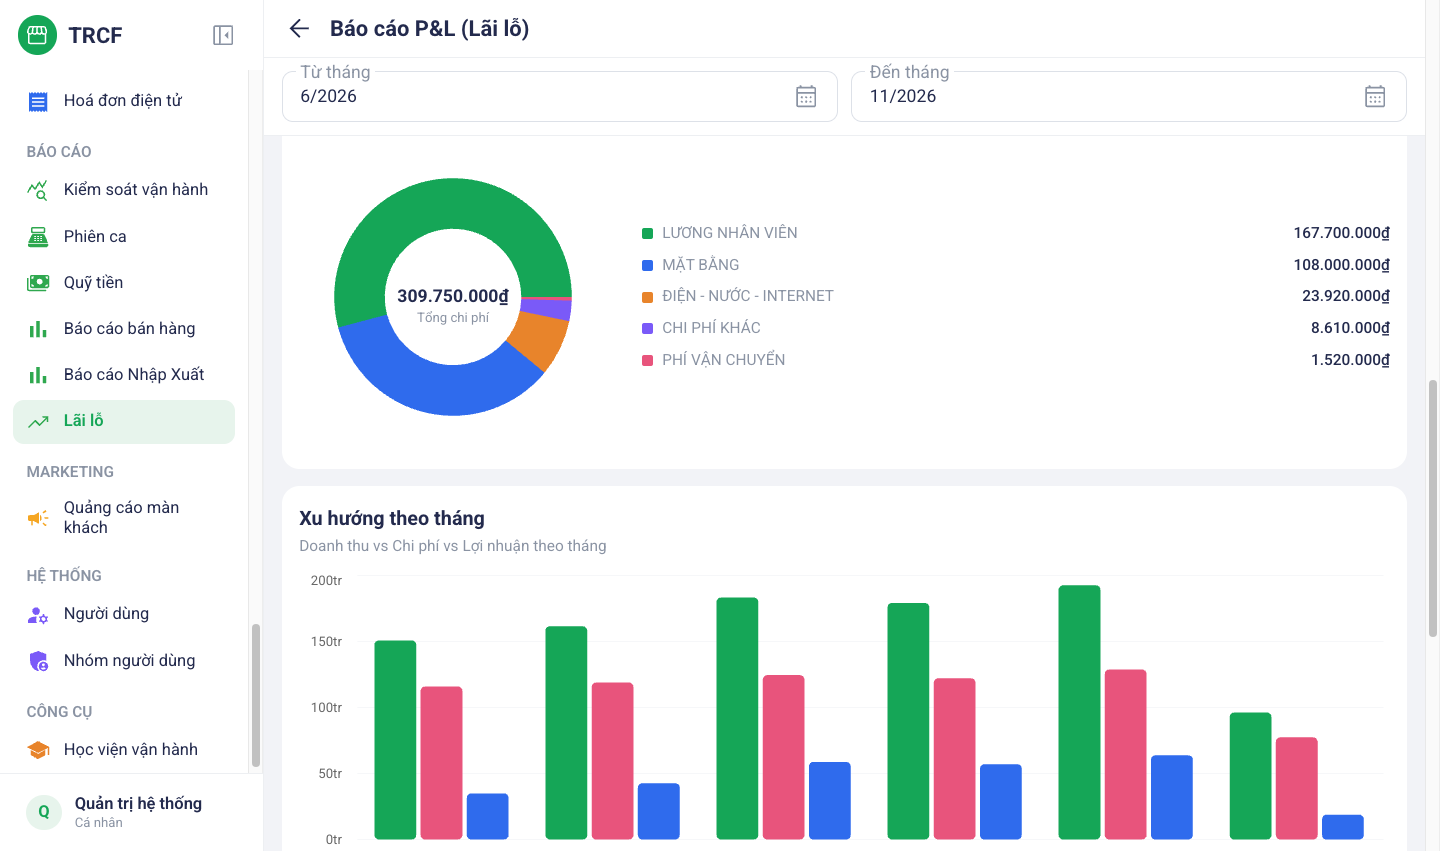 TRCF
Hoá đơn điện tử
BÁO CÁO
Kiểm soát vận hành
Phiên ca
Quỹ tiền
Báo cáo bán hàng
Báo cáo Nhập Xuất
Lãi lỗ
MARKETING
Quảng cáo màn
khách
HỆ THỐNG
Người dùng
Nhóm người dùng
CÔNG CỤ
Học viện vận hành
Q
Quản trị hệ thống
Cá nhân
Báo cáo P&L (Lãi lỗ)
Từ tháng
6/2026
Đến tháng
11/2026
309.750.000₫
Tổng chi phí
LƯƠNG NHÂN VIÊN 167.700.000₫
MẶT BẰNG 108.000.000₫
ĐIỆN - NƯỚC - INTERNET 23.920.000₫
CHI PHÍ KHÁC 8.610.000₫
PHÍ VẬN CHUYỂN 1.520.000₫
Xu hướng theo tháng
Doanh thu vs Chi phí vs Lợi nhuận theo tháng
200tr
150tr
100tr
50tr
0tr